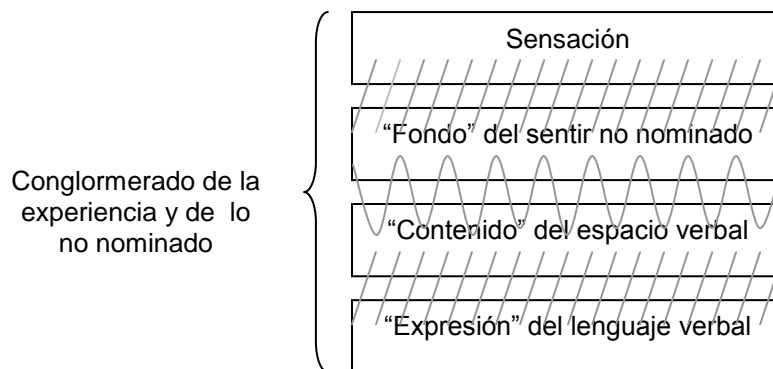 Sensación
“Fondo” del sentir no nominado
Conglormerado de la
experiencia y de lo
no nominado
“Contenido” del espacio verbal
“Expresión” del lenguaje verbal